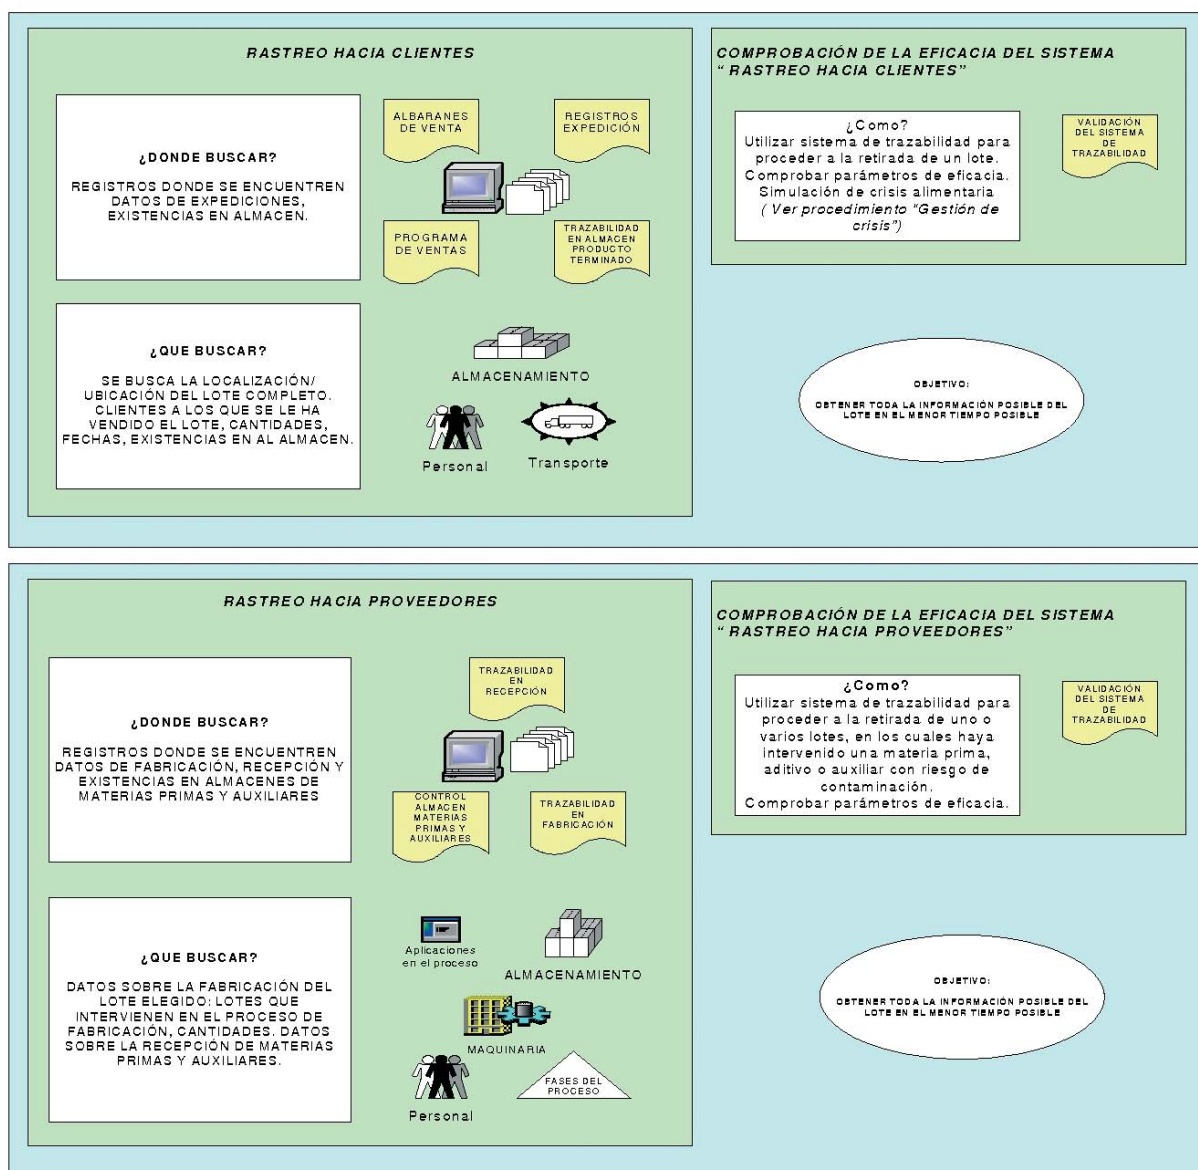 RASTREO HACIA CLIENTES
¿DONDE BUSCAR?
REGISTROS DONDE SE ENCUENTREN
DATOS DE EXPEDICIONES,
EXISTENCIAS EN ALMACEN.
ALBARANES
DE VENTA
REGISTROS
EXPEDICIÓN
PROGRAMA
DE VENTAS
TRAZABILIDAD
EN ALMACEN
PRODUCTO
TERMINADO
¿QUE BUSCAR?
SE BUSCA LA LOCALIZACIÓN/
UBICACIÓN DEL LOTE COMPLETO.
CLIENTES A LOS QUE SE LE HA
VENDIDO EL LOTE, CANTIDADES,
FECHAS, EXISTENCIAS EN AL ALMACEN.
ALMACENAMIENTO
Personal
Transporte
COMPROBACIÓN DE LA EFICACIA DEL SISTEMA
“ RASTREO HACIA CLIENTES”
¿Como?
Utilizar sistema de trazabilidad para
proceder a la retirada de un lote.
Comprobar parámetros de eficacia.
Simulación de crisis alimentaria
( Ver procedimiento “Gestión de
crisis”)
VALIDACIÓN
DEL SISTEMA
DE
TRAZABILIDAD
OBJETIVO:
OBTENER TODA LA INFORMACIÓN POSIBLE DEL
LOTE EN EL MENOR TIEMPO POSIBLE
RASTREO HACIA PROVEEDORES
¿DONDE BUSCAR?
REGISTROS DONDE SE ENCUENTREN
DATOS DE FABRICACIÓN, RECEPCIÓN Y
EXISTENCIAS EN ALMACENES DE
MATERIAS PRIMAS Y AUXILIARES
TRAZABILIDAD
EN
RECEPCIÓN
CONTROL
ALMACEN
MATERIAS
PRIMAS Y
AUXILIARES
TRAZABILIDAD
EN
FABRICACIÓN
¿QUE BUSCAR?
DATOS SOBRE LA FABRICACIÓN DEL
LOTE ELEGIDO: LOTES QUE
INTERVIENEN EN EL PROCESO DE
FABRICACIÓN, CANTIDADES. DATOS
SOBRE LA RECEPCIÓN DE MATERIAS
PRIMAS Y AUXILIARES.
Aplicaciones
en el proceso
ALMACENAMIENTO
MAQUINARIA
Personal
FASES DEL
PROCESO
COMPROBACIÓN DE LA EFICACIA DEL SISTEMA
“ RASTREO HACIA PROVEEDORES”
¿Como?
Utilizar sistema de trazabilidad para
proceder a la retirada de uno o
varios lotes, en los cuales haya
intervenido una materia prima,
aditivo o auxiliar con riesgo de
contaminación.
Comprobar parámetros de eficacia.
VALIDACIÓN
DEL SISTEMA
DE
TRAZABILIDAD
OBJETIVO:
OBTENER TODA LA INFORMACIÓN POSIBLE DEL
LOTE EN EL MENOR TIEMPO POSIBLE